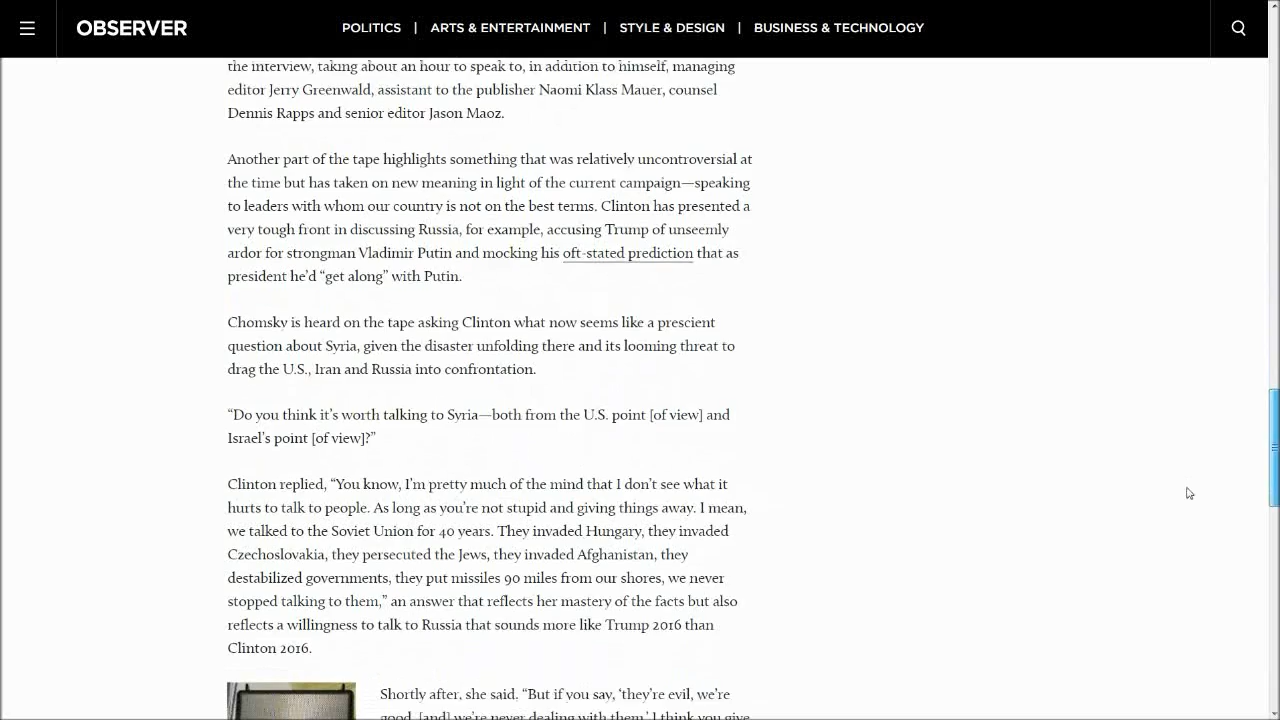 OBSERVER
POLITICS | ARTS & ENTERTAINMENT | STYLE & DESIGN | BUSINESS & TECHNOLOGY
the interview, taking about an hour to speak to, in addition to himself, managing
editor Jerry Greenwald, assistant to the publisher Naomi Klass Mauer, counsel
Dennis Rapps and senior editor Jason Maoz.
Another part of the tape highlights something that was relatively uncontroversial at
the time but has taken on new meaning in light of the current campaign—speaking
to leaders with whom our country is not on the best terms. Clinton has presented a
very tough front in discussing Russia, for example, accusing Trump of unseemly
ardor for strongman Vladimir Putin and mocking his oft-stated prediction that as
president he’d “get along” with Putin.
Chomsky is heard on the tape asking Clinton what now seems like a prescient
question about Syria, given the disaster unfolding there and its looming threat to
drag the U.S., Iran and Russia into confrontation.
“Do you think it’s worth talking to Syria—both from the U.S. point [of view] and
Israel’s point [of view]?”
Clinton replied, “You know, I’m pretty much of the mind that I don’t see what it
hurts to talk to people. As long as you’re not stupid and giving things away. I mean,
we talked to the Soviet Union for 40 years. They invaded Hungary, they invaded
Czechoslovakia, they persecuted the Jews, they invaded Afghanistan, they
destabilized governments, they put missiles 90 miles from our shores, we never
stopped talking to them,” an answer that reflects her mastery of the facts but also
reflects a willingness to talk to Russia that sounds more like Trump 2016 than
Clinton 2016.
Shortly after, she said, “But if you say, ‘they’re evil, we’re
good, [and] we’re never dealing with them,’ I think you give